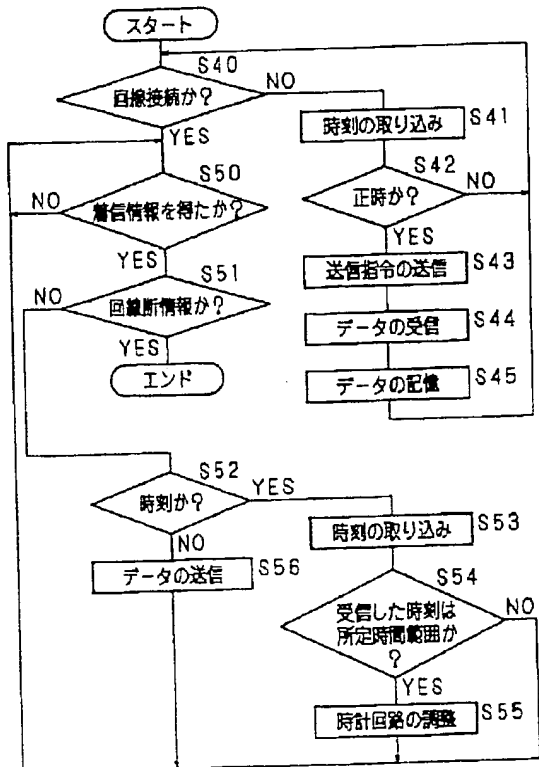 スタート
S40
回線接続か?
NO
YES
時刻の取り込み
S41
S42
正時か?
NO
YES
送信指令の送信
S43
データの受信
S44
データの記憶
S45
S50
着信情報を得たか?
NO
YES
S51
回線断情報か?
NO
YES
エンド
S52
時刻か?
YES
NO
データの送信
S56
時刻の取り込み
S53
S54
受信した時刻は
所定時間範囲か
?
NO
YES
時計回路の調整
S55